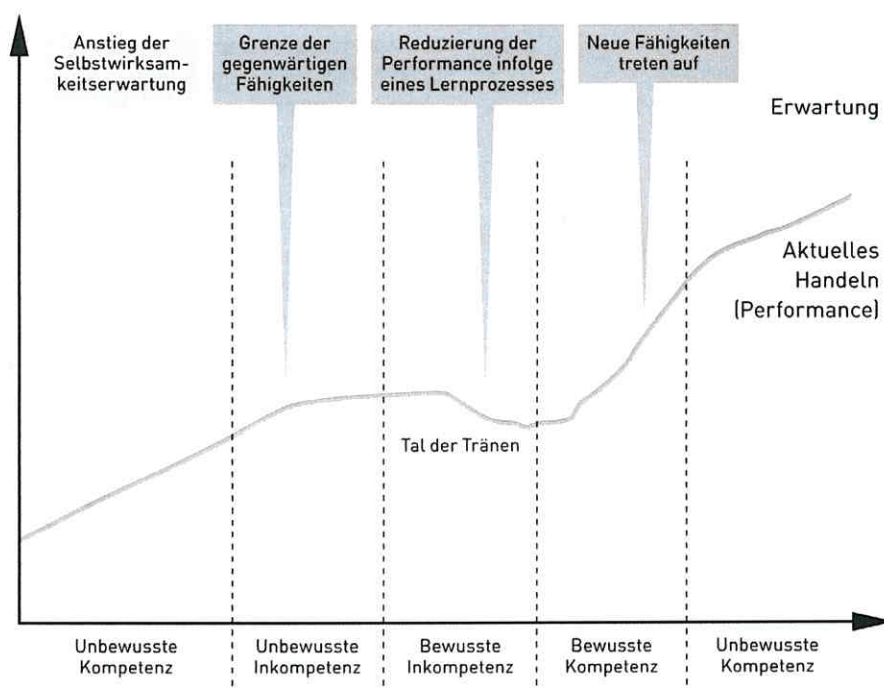 Anstieg der
Selbstwirksam-
keitserwartung
Grenze der
gegenwärtigen
Fähigkeiten
Reduzierung der
Performance infolge
eines Lernprozesses
Neue Fähigkeiten
treten auf
Erwartung
Aktuelles
Handeln
(Performance)
Tal der Tränen
Unbewusste
Kompetenz
Unbewusste
Inkompetenz
Bewusste
Inkompetenz
Bewusste
Kompetenz
Unbewusste
Kompetenz